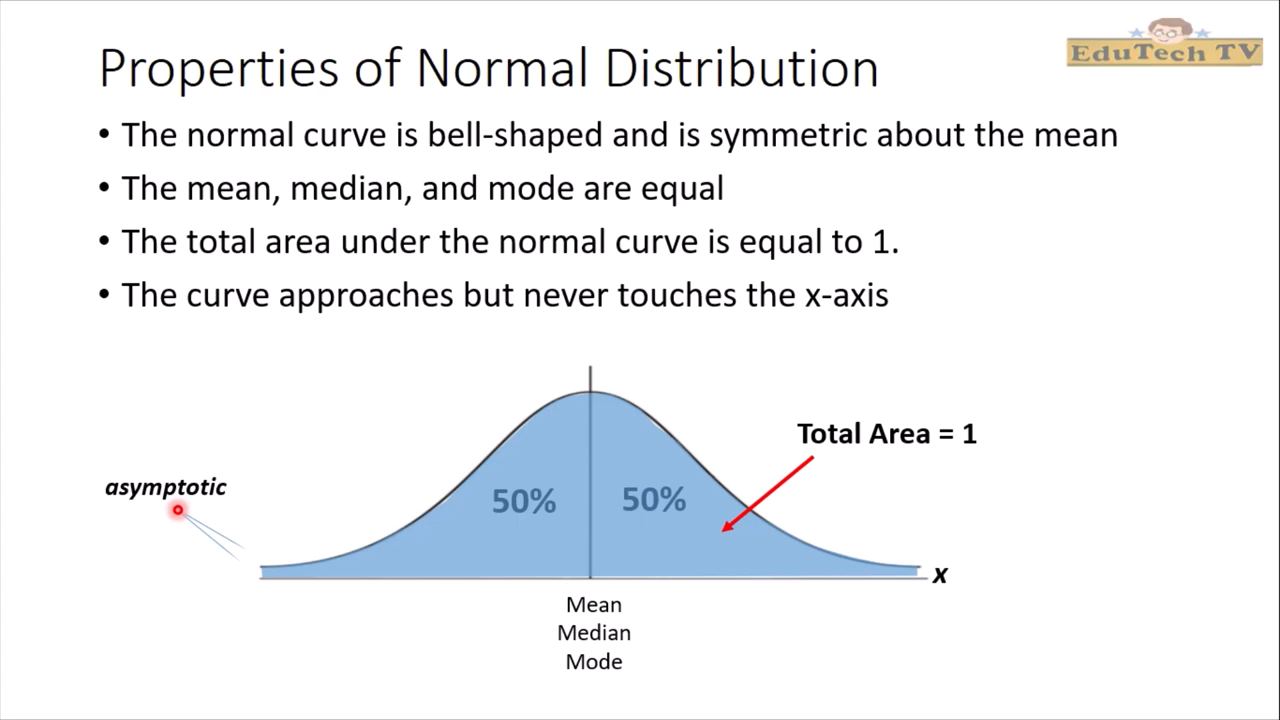 EduTech TV
Properties of Normal Distribution
• The normal curve is bell-shaped and is symmetric about the mean
• The mean, median, and mode are equal
• The total area under the normal curve is equal to 1.
• The curve approaches but never touches the x-axis
Total Area = 1
asymptotic
50% 50%
x
Mean
Median
Mode